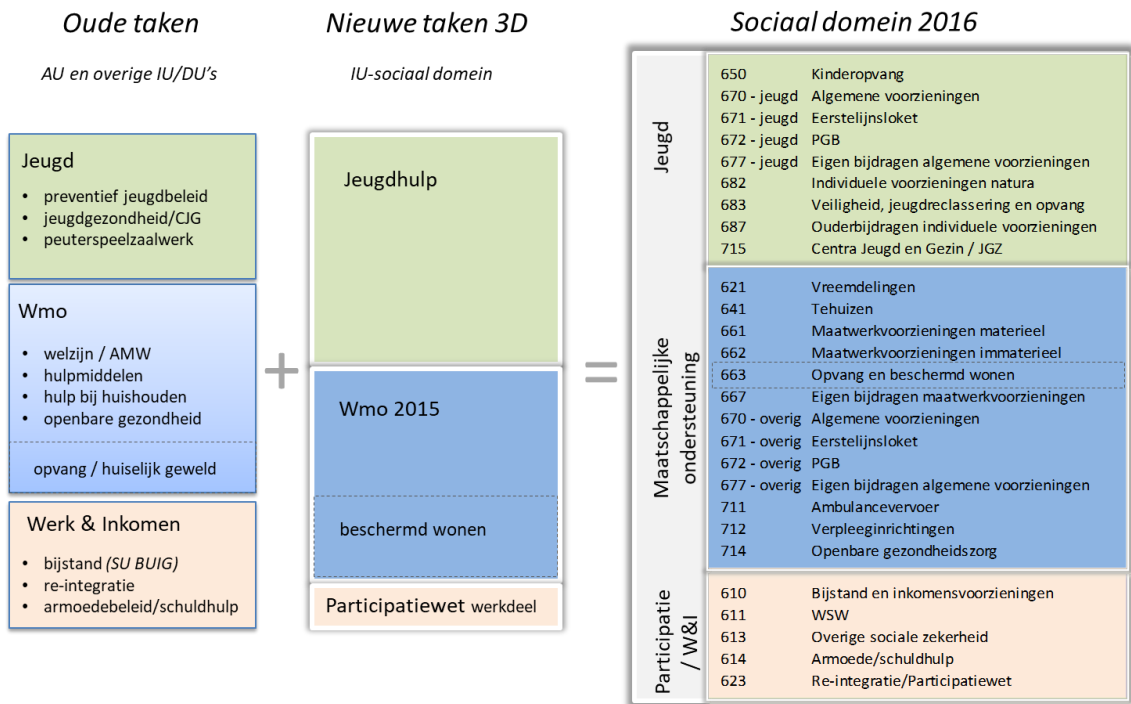 Oude taken
AU en overige IU/DU's
Jeugd
• preventief jeugdbeleid
• jeugdgezondheid/CJG
• peuterspeelzaalwerk
Wmo
• welzijn / AMW
• hulpmiddelen
• hulp bij huishouden
• openbare gezondheid
opvang / huiselijk geweld
Werk & Inkomen
• bijstand (SU BUIG)
• re-integratie
• armoedebeleid/schuldhulp
+
Nieuwe taken 3D
IU-sociaal domein
Jeugdhulp
Wmo 2015
beschermd wonen
Participatiewet werkdeel
=
Sociaal domein 2016
Jeugd
650 Kinderopvang
670 - jeugd Algemene voorzieningen
671 - jeugd Eerstelijnsloket
672 - jeugd PGB
677 - jeugd Eigen bijdragen algemene voorzieningen
682 Individuele voorzieningen natura
683 Veiligheid, jeugdreclassering en opvang
687 Ouderbijdragen individuele voorzieningen
715 Centra Jeugd en Gezin / JGZ
Maatschappelijke
ondersteuning
621 Vreemdelingen
641 Tehuizen
661 Maatwerkvoorzieningen materieel
662 Maatwerkvoorzieningen immaterieel
663 Opvang en beschermd wonen
667 Eigen bijdragen maatwerkvoorzieningen
670 - overig Algemene voorzieningen
671 - overig Eerstelijnsloket
672 - overig PGB
677 - overig Eigen bijdragen algemene voorzieningen
711 Ambulancevervoer
712 Verpleeginrichtingen
714 Openbare gezondheidszorg
Participatie
/ W&I
610 Bijstand en inkomensvoorzieningen
611 WSW
613 Overige sociale zekerheid
614 Armoede/schuldhulp
623 Re-integratie/Participatiewet